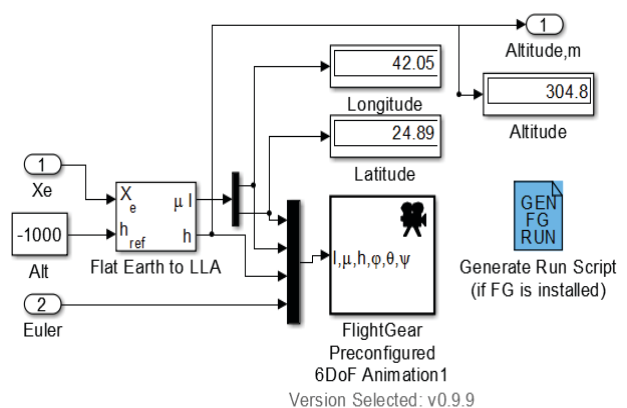 1
Altitude,m
42.05
Longitude
304.8
Altitude
24.89
Latitude
1
Xe
X e
μ l
h ref
h
Flat Earth to LLA
-1000
Alt
2
Euler
l,μ,h,φ,θ,ψ
FlightGear
Preconfigured
6DoF Animation1
GEN
FG
RUN
Generate Run Script
(if FG is installed)
Version Selected: v0.9.9